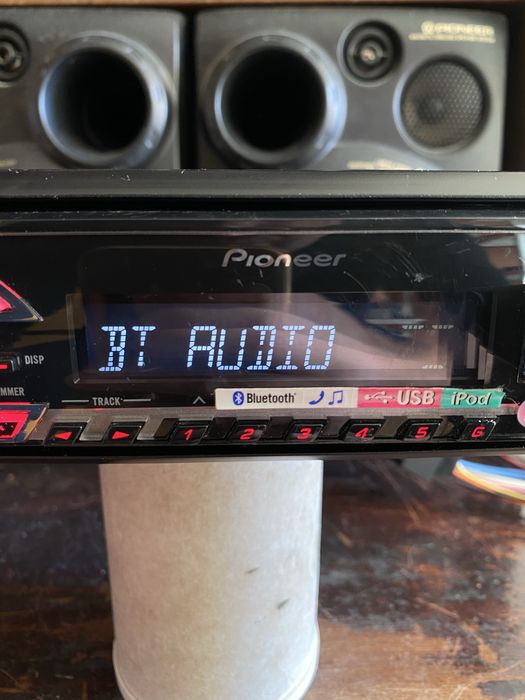 PIONEER
Pioneer
BT AUDIO
DISP
TRACK
Bluetooth
USB
iPod
1 2 3 4 5 6